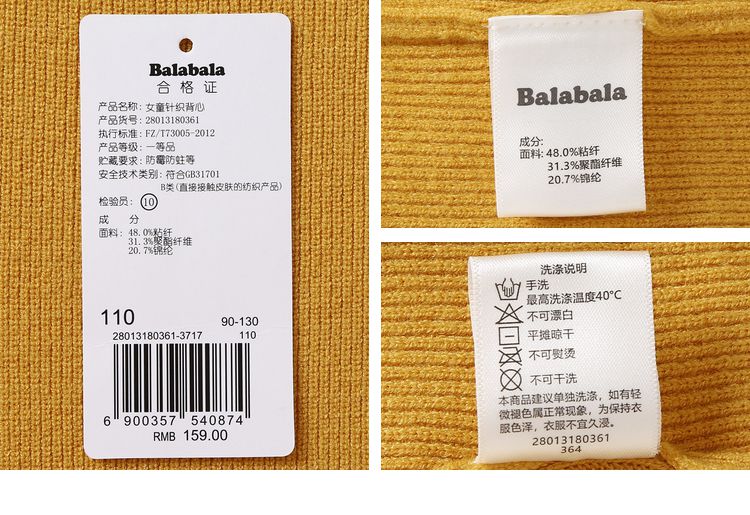 Balabala
合格证
产品名称: 女童针织背心
产品货号: 28013180361
执行标准: FZ/T73005-2012
产品等级: 一等品
贮藏要求: 防霉防蛀等
安全技术类别: 符合GB31701
B类(直接接触皮肤的纺织产品)
检验员: 10
成 分
面料: 48.0%粘纤
31.3%聚酯纤维
20.7%锦纶
110 90-130
28013180361-3717 110
6 900357 540874
RMB 159.00
Balabala
成分:
面料: 48.0%粘纤
31.3%聚酯纤维
20.7%锦纶
洗涤说明
手洗
最高洗涤温度40°C
不可漂白
平摊晾干
不可熨烫
不可干洗
本商品建议单独洗涤，如有轻
微褪色属正常现象，为保持衣
服色泽，衣服不宜久浸。
28013180361
364